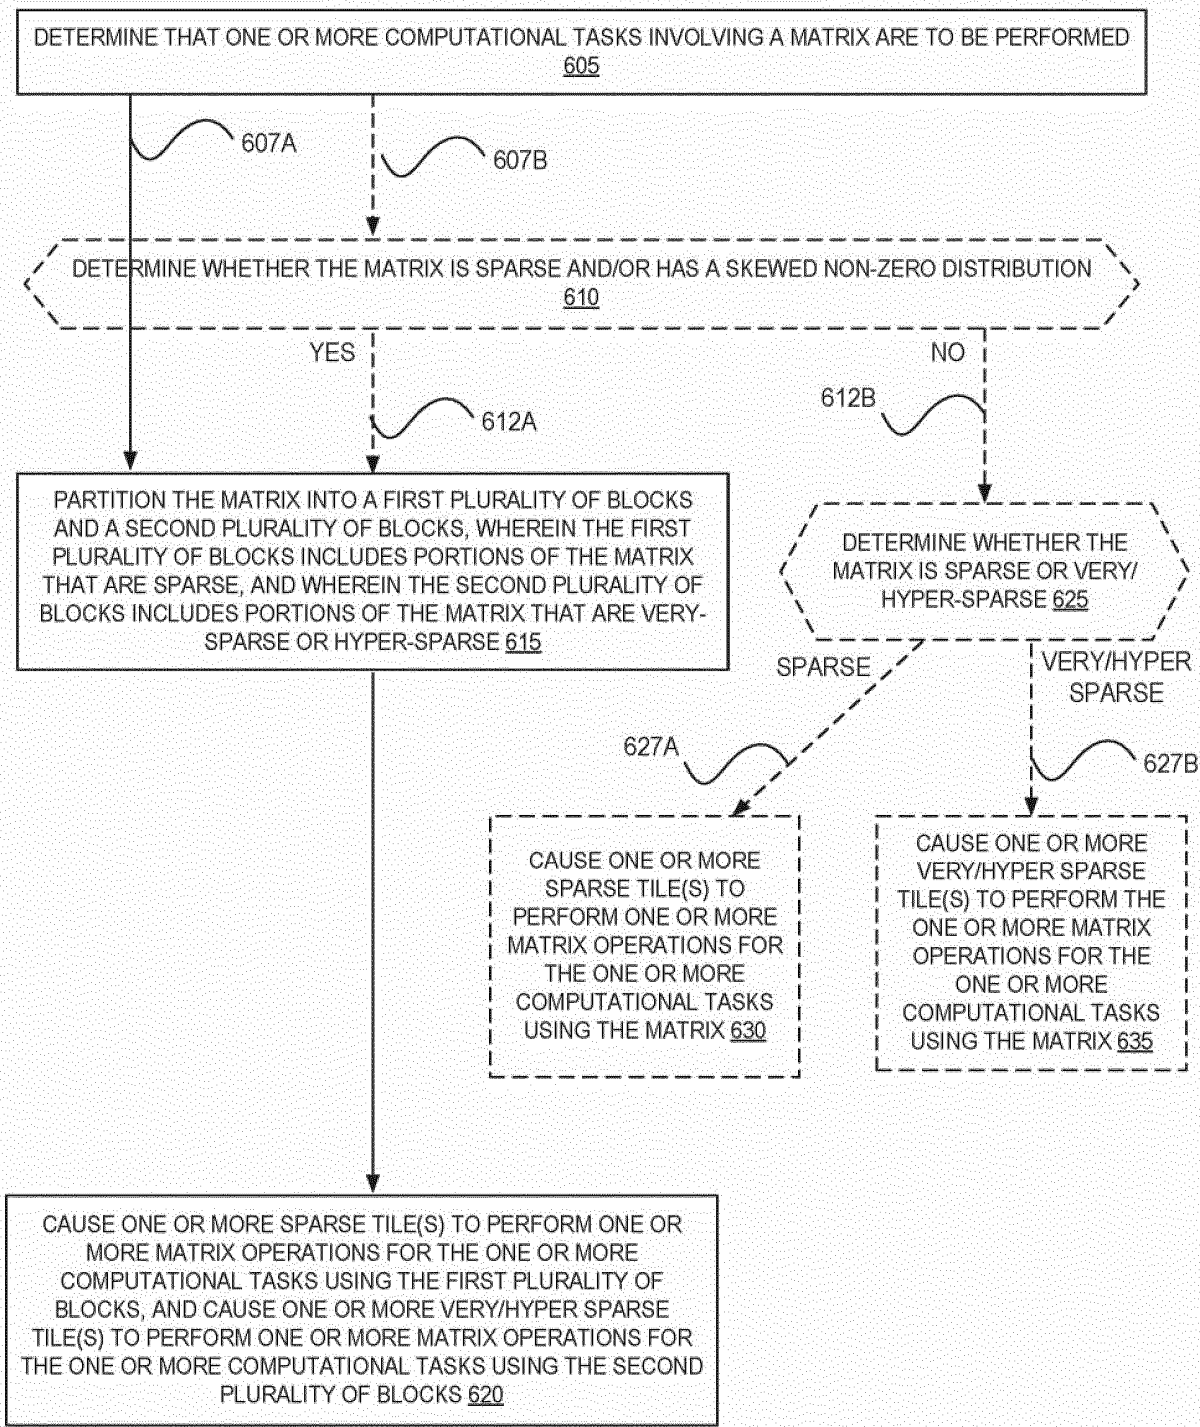 DETERMINE THAT ONE OR MORE COMPUTATIONAL TASKS INVOLVING A MATRIX ARE TO BE PERFORMED
605
607A
607B
DETERMINE WHETHER THE MATRIX IS SPARSE AND/OR HAS A SKEWED NON-ZERO DISTRIBUTION
610
YES
NO
612A
612B
PARTITION THE MATRIX INTO A FIRST PLURALITY OF BLOCKS
AND A SECOND PLURALITY OF BLOCKS, WHEREIN THE FIRST
PLURALITY OF BLOCKS INCLUDES PORTIONS OF THE MATRIX
THAT ARE SPARSE, AND WHEREIN THE SECOND PLURALITY OF
BLOCKS INCLUDES PORTIONS OF THE MATRIX THAT ARE VERY-
SPARSE OR HYPER-SPARSE 615
DETERMINE WHETHER THE
MATRIX IS SPARSE OR VERY/
HYPER-SPARSE 625
SPARSE
VERY/HYPER
SPARSE
627A
627B
CAUSE ONE OR MORE
SPARSE TILE(S) TO
PERFORM ONE OR MORE
MATRIX OPERATIONS FOR
THE ONE OR MORE
COMPUTATIONAL TASKS
USING THE MATRIX 630
CAUSE ONE OR MORE
VERY/HYPER SPARSE
TILE(S) TO PERFORM THE
ONE OR MORE MATRIX
OPERATIONS FOR THE
ONE OR MORE
COMPUTATIONAL TASKS
USING THE MATRIX 635
CAUSE ONE OR MORE SPARSE TILE(S) TO PERFORM ONE OR
MORE MATRIX OPERATIONS FOR THE ONE OR MORE
COMPUTATIONAL TASKS USING THE FIRST PLURALITY OF
BLOCKS, AND CAUSE ONE OR MORE VERY/HYPER SPARSE
TILE(S) TO PERFORM ONE OR MORE MATRIX OPERATIONS FOR
THE ONE OR MORE COMPUTATIONAL TASKS USING THE SECOND
PLURALITY OF BLOCKS 620